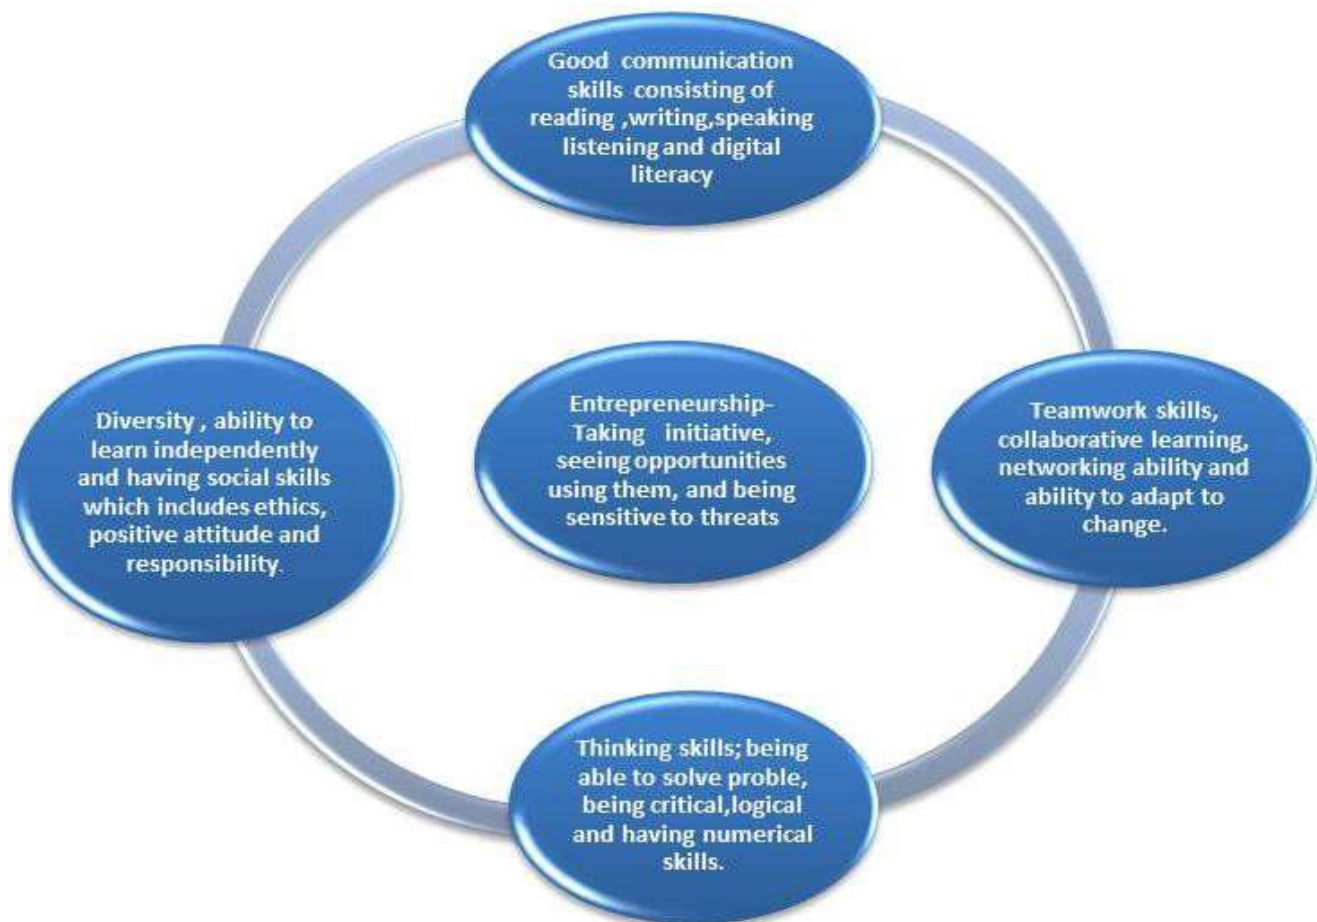 Good communication
skills consisting of
reading ,writing,speaking
listening and digital
literacy
Diversity , ability to
learn independently
and having social skills
which includes ethics,
positive attitude and
responsibility.
Entrepreneurship-
Taking initiative,
seeing opportunities
using them, and being
sensitive to threats
Teamwork skills,
collaborative learning,
networking ability and
ability to adapt to
change.
Thinking skills; being
able to solve proble,
being critical,logical
and having numerical
skills.